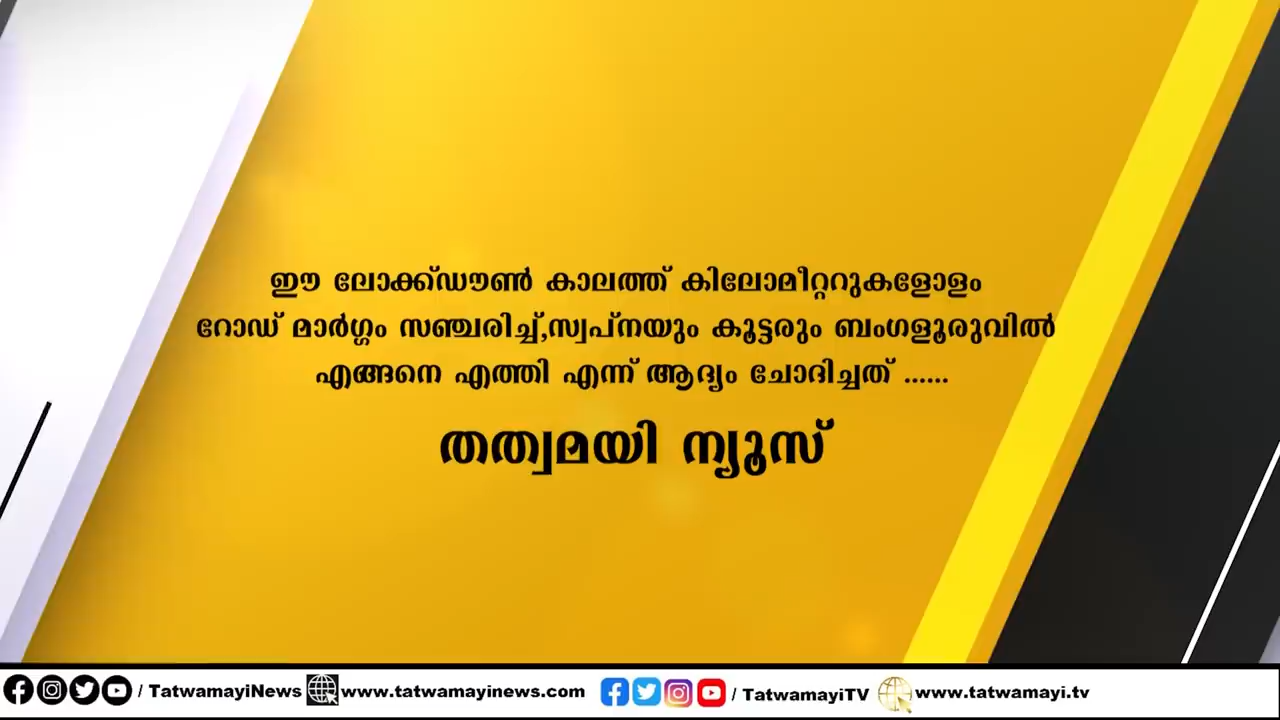 ഈ ലോക്ക്ഡൗൺ കാലത്ത് കിലോമീറ്ററുകളോളം
റോഡ് മാർഗ്ഗം സഞ്ചരിച്ച്,സ്വപ്നയും കൂട്ടരും ബംഗളൂരുവിൽ
എങ്ങനെ എത്തി എന്ന് ആദ്യം ചോദിച്ചത് ......
തത്വമയി ന്യൂസ്
/ TatwamayiNews www.tatwamayinews.com / TatwamayiTV www.tatwamayi.tv